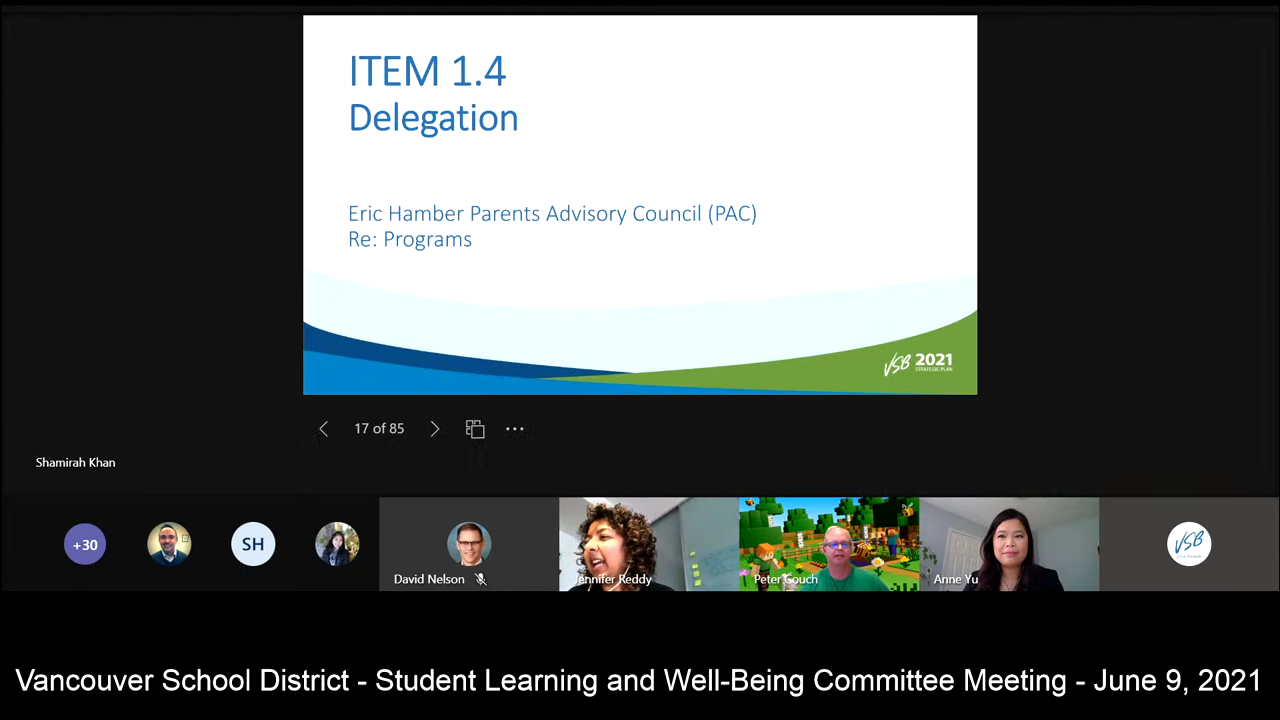 ITEM 1.4
Delegation
Eric Hamber Parents Advisory Council (PAC)
Re: Programs
VSB 2021
STRATEGIC PLAN
17 of 85
Shamirah Khan
+30
SH
David Nelson
Jennifer Reddy
Peter Couch
Anne Yu
VSB
Vancouver School District - Student Learning and Well-Being Committee Meeting - June 9, 2021